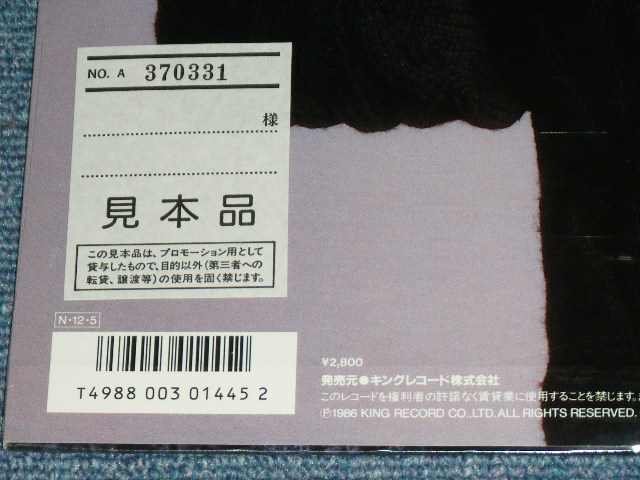 NO. A 370331
様
見本品
この見本品は、プロモーション用として
貸与したもので、目的以外(第三者への
転貸、譲渡等)の使用を固く禁じます。
N・12・5
T4988 003 01445 2
¥2,800
発売元●キングレコード株式会社
このレコードを権利者の許諾なく賃貸業に使用することを禁じます。
Ⓟ1986 KING RECORD CO.,LTD. ALL RIGHTS RESERVED.